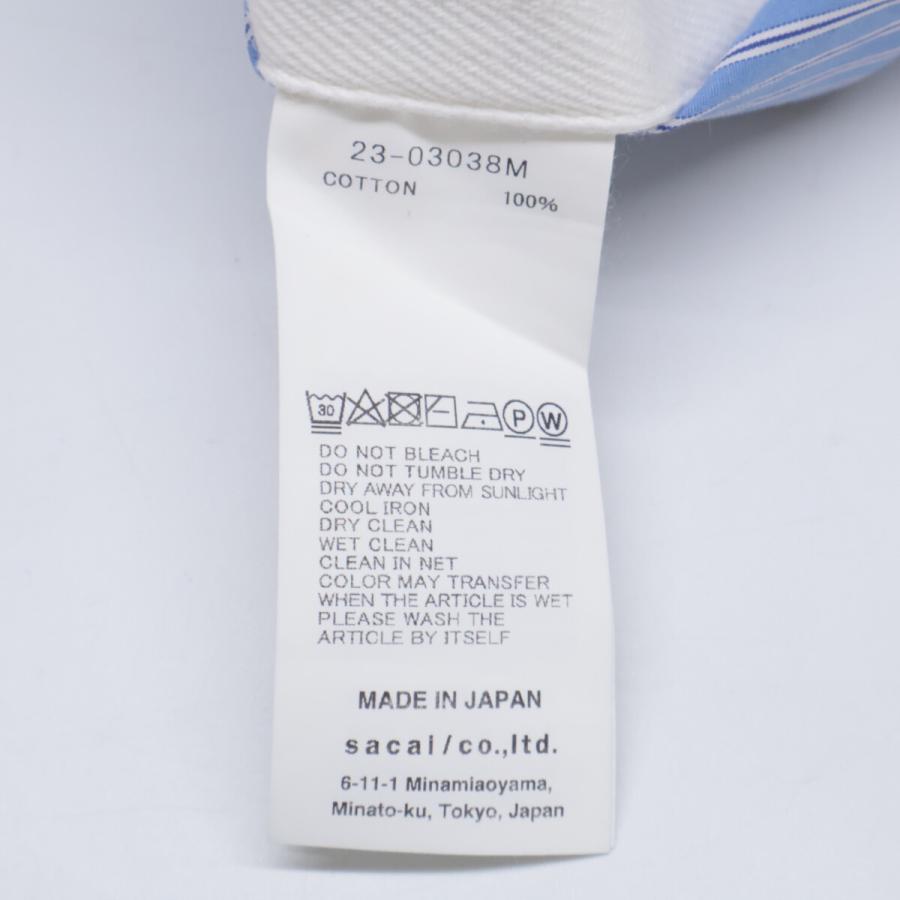 23-03038M
COTTON 100%
30 P W
DO NOT BLEACH
DO NOT TUMBLE DRY
DRY AWAY FROM SUNLIGHT
COOL IRON
DRY CLEAN
WET CLEAN
CLEAN IN NET
COLOR MAY TRANSFER
WHEN THE ARTICLE IS WET
PLEASE WASH THE
ARTICLE BY ITSELF
MADE IN JAPAN
sacai/co.,ltd.
6-11-1 Minamiaoyama,
Minato-ku, Tokyo, Japan